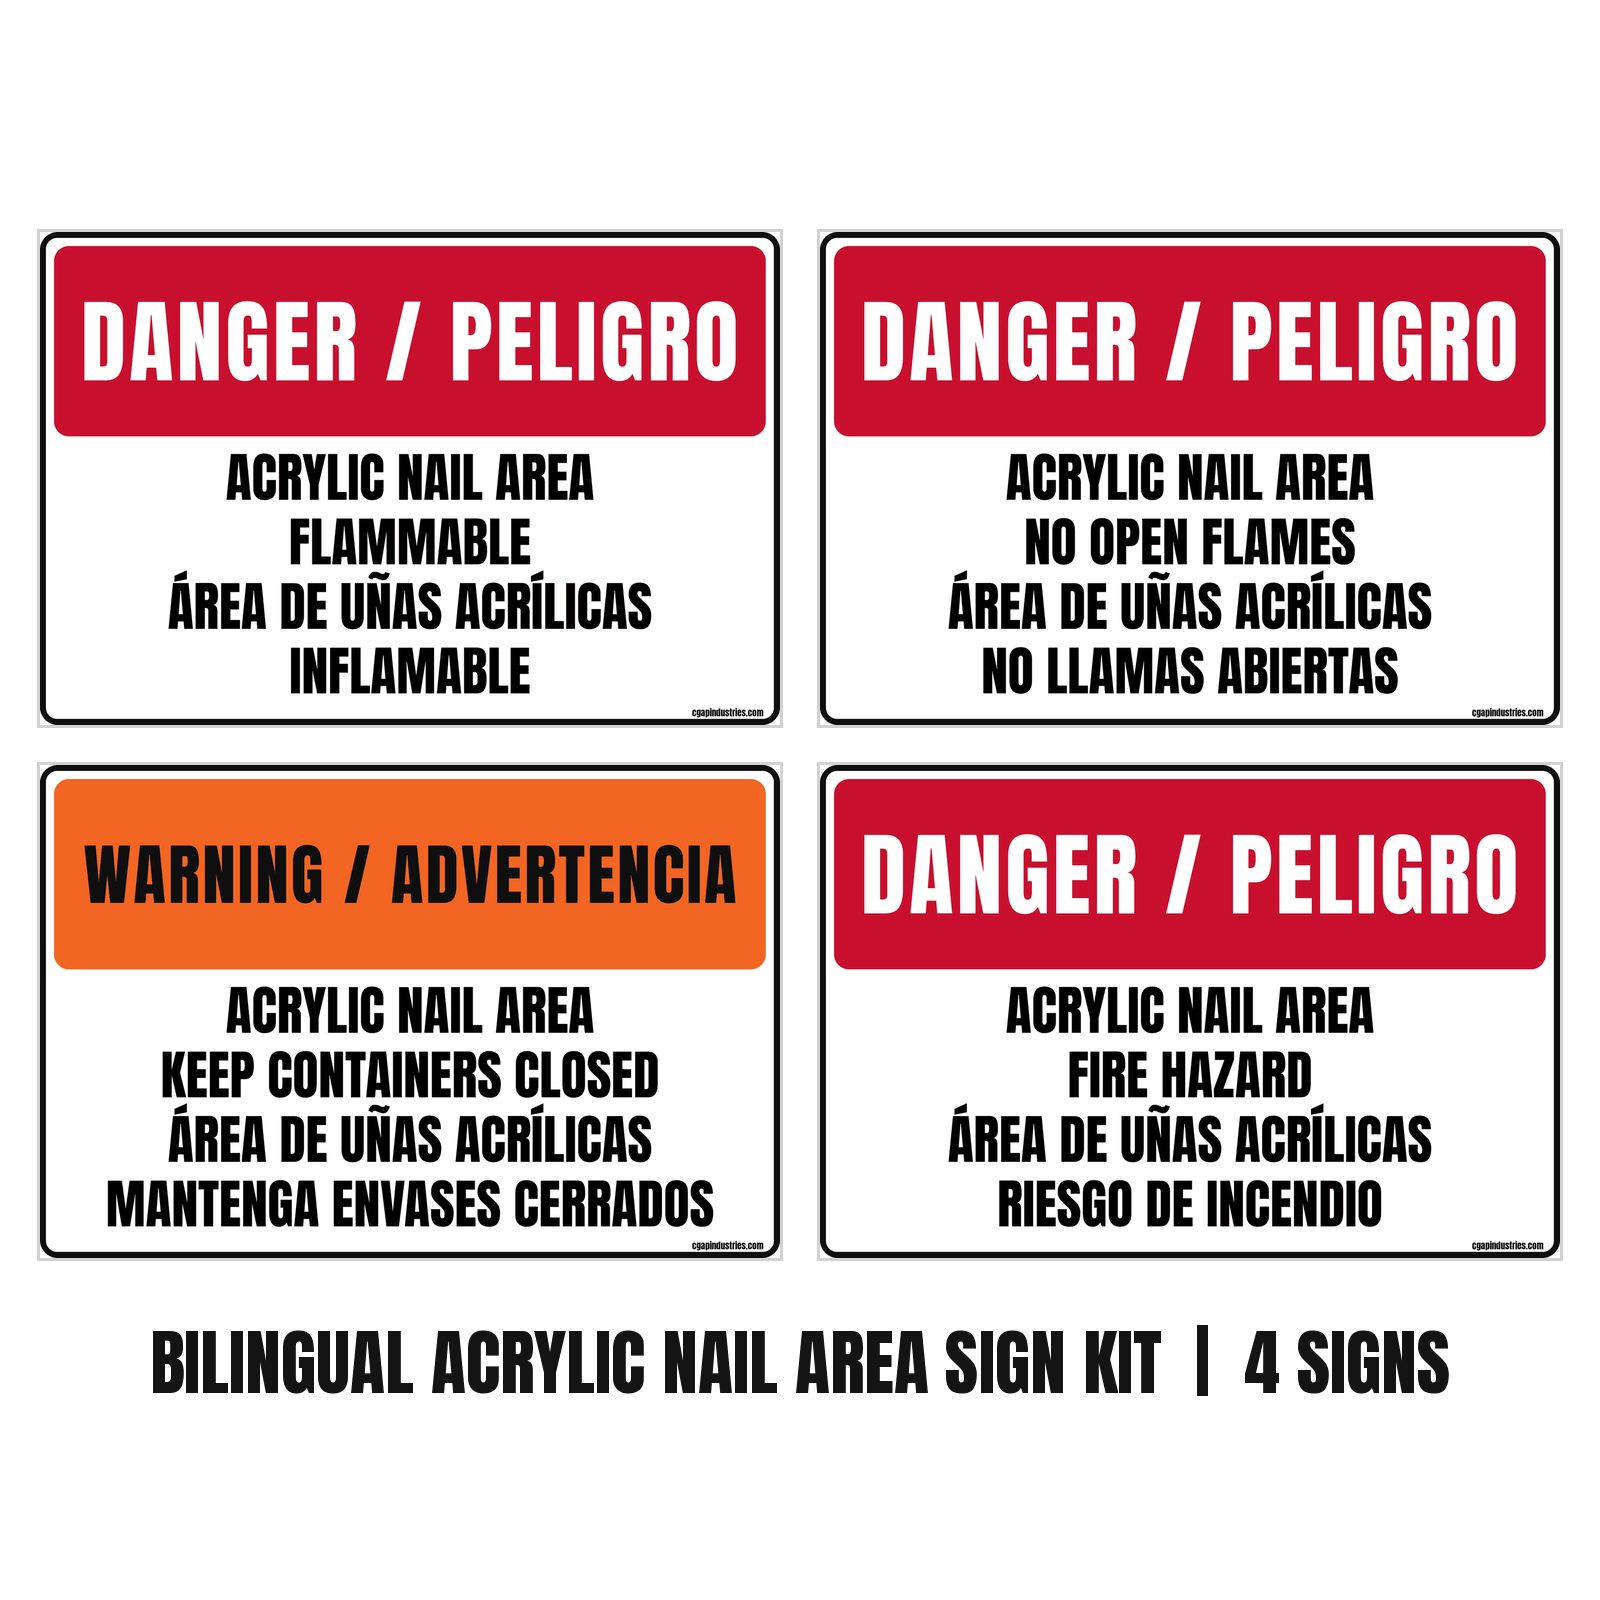 DANGER / PELIGRO
ACRYLIC NAIL AREA
FLAMMABLE
ÁREA DE UÑAS ACRÍLICAS
INFLAMABLE
cgapindustries.com
DANGER / PELIGRO
ACRYLIC NAIL AREA
NO OPEN FLAMES
ÁREA DE UÑAS ACRÍLICAS
NO LLAMAS ABIERTAS
cgapindustries.com
WARNING / ADVERTENCIA
ACRYLIC NAIL AREA
KEEP CONTAINERS CLOSED
ÁREA DE UÑAS ACRÍLICAS
MANTENGA ENVASES CERRADOS
cgapindustries.com
DANGER / PELIGRO
ACRYLIC NAIL AREA
FIRE HAZARD
ÁREA DE UÑAS ACRÍLICAS
RIESGO DE INCENDIO
cgapindustries.com
BILINGUAL ACRYLIC NAIL AREA SIGN KIT | 4 SIGNS